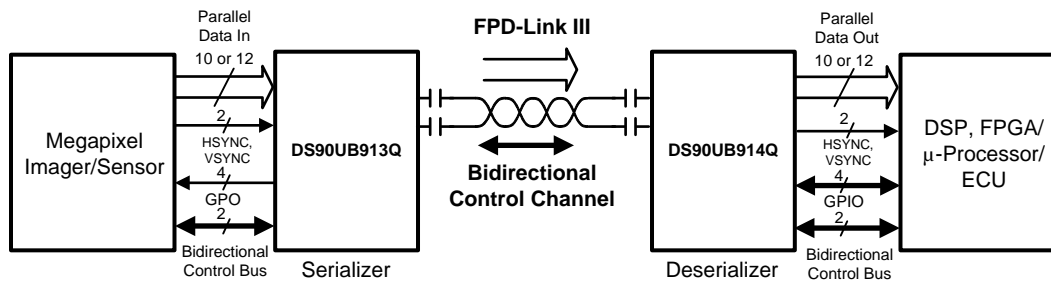 Parallel
Data In
10 or 12
2
HSYNC,
VSYNC
4
GPO
2
Bidirectional
Control Bus
Megapixel
Imager/Sensor
DS90UB913Q
Serializer
FPD-Link III
Bidirectional
Control Channel
DS90UB914Q
Deserializer
Parallel
Data Out
10 or 12
2
HSYNC,
VSYNC
4
GPIO
2
Bidirectional
Control Bus
DSP, FPGA/
µ-Processor/
ECU